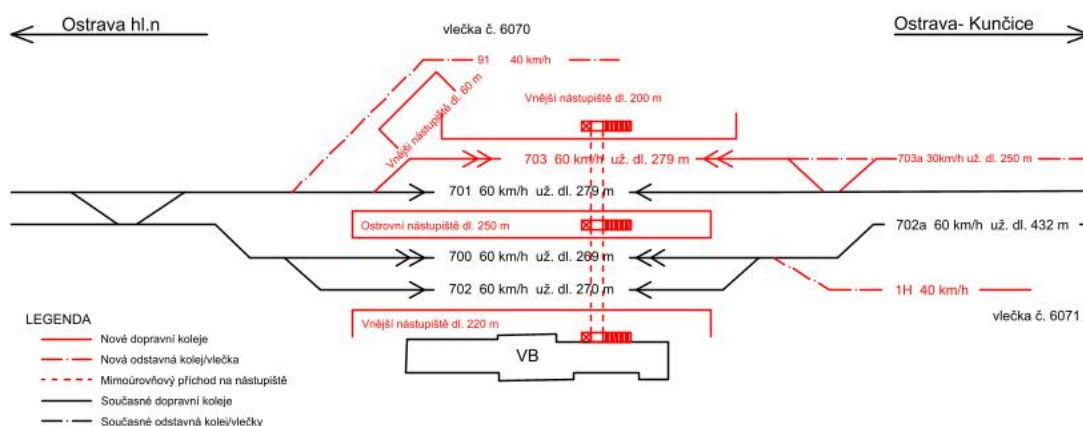 Ostrava hl.n
Ostrava- Kunčice
vlečka č. 6070
91 40 km/h
Vnější nástupiště dl. 60 m
Vnější nástupiště dl. 200 m
703 60 km/h už. dl. 279 m
703a 30km/h už. dl. 250 m
701 60 km/h už. dl. 279 m
Ostrovní nástupiště dl. 250 m
702a 60 km/h už. dl. 432 m
700 60 km/h už. dl. 269 m
702 60 km/h už. dl. 270 m
1H 40 km/h
vlečka č. 6071
Vnější nástupiště dl. 220 m
VB
LEGENDA
Nové dopravní koleje
Nová odstavná kolej/vlečka
Mimoúrovňový příchod na nástupiště
Současné dopravní koleje
Současné odstavná kolej/vlečky